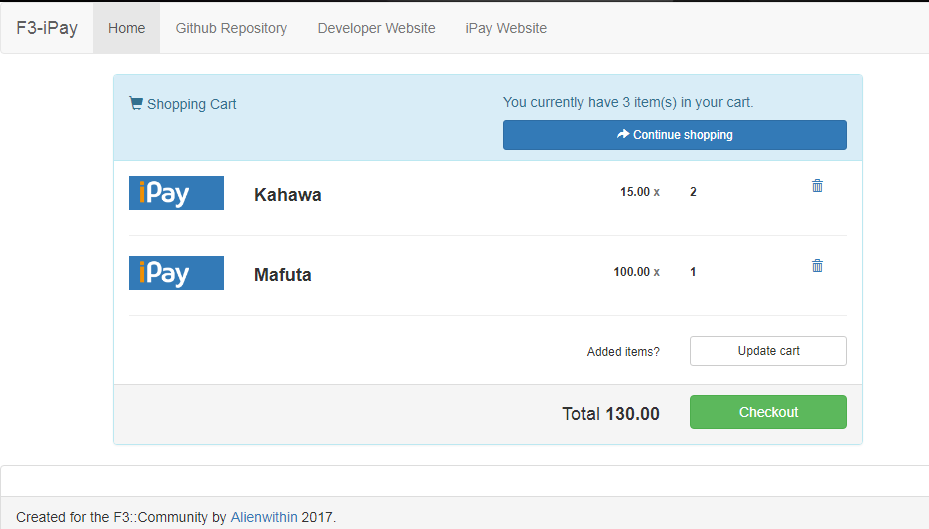 F3-iPay Home Github Repository Developer Website iPay Website
Shopping Cart
You currently have 3 item(s) in your cart.
Continue shopping
iPay Kahawa 15.00 x 2
iPay Mafuta 100.00 x 1
Added items? Update cart
Total 130.00 Checkout
Created for the F3::Community by Alienwithin 2017.